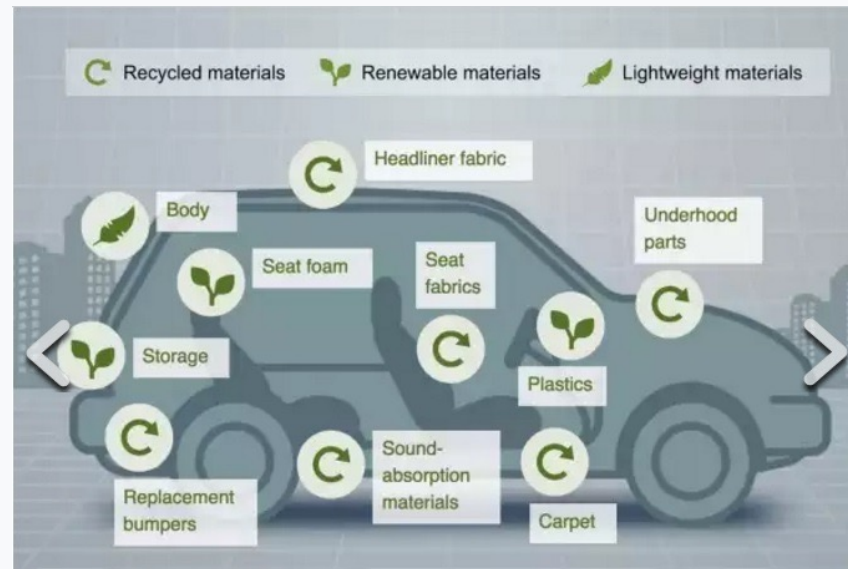 Recycled materials
Renewable materials
Lightweight materials
Headliner fabric
Body
Underhood
parts
Seat foam
Seat
fabrics
Storage
Plastics
Replacement
bumpers
Sound-
absorption
materials
Carpet